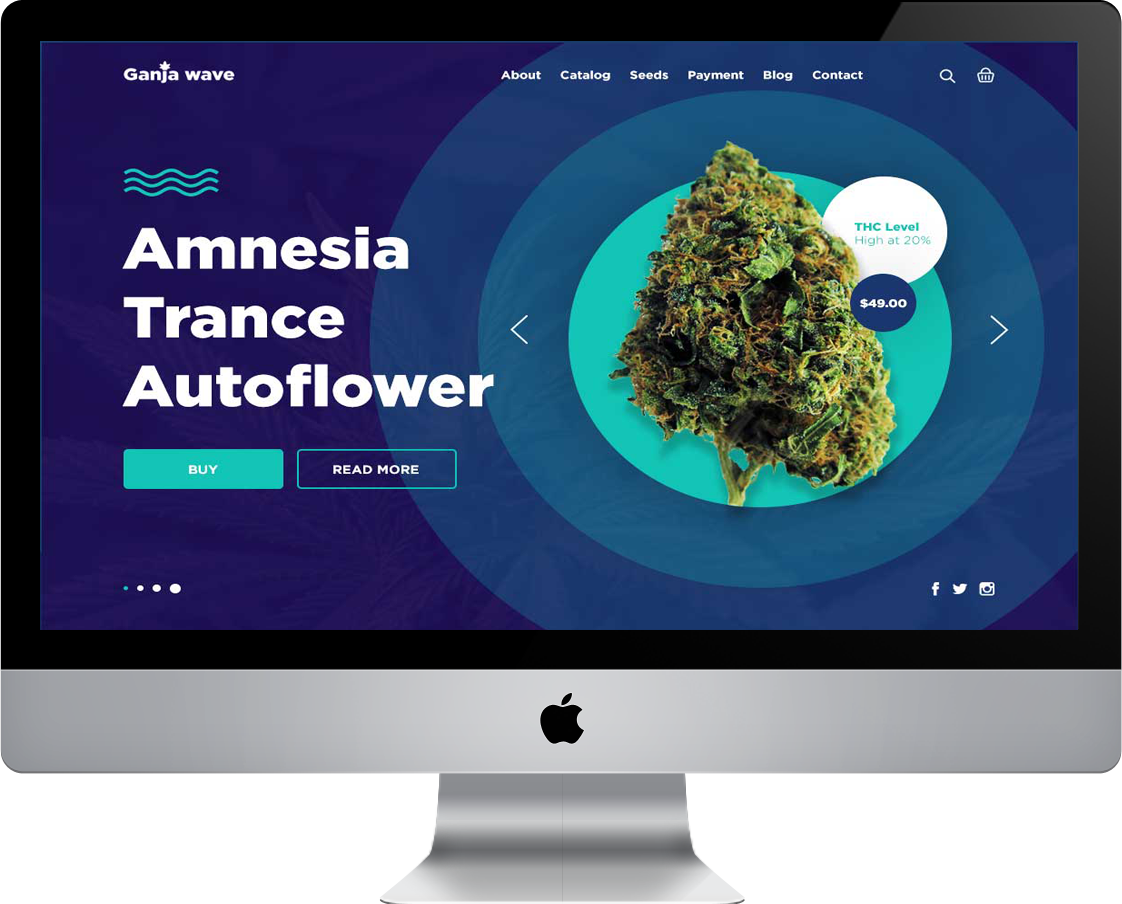 Ganja wave
About Catalog Seeds Payment Blog Contact
Amnesia
Trance
Autoflower
THC Level
High at 20%
$49.00
BUY
READ MORE